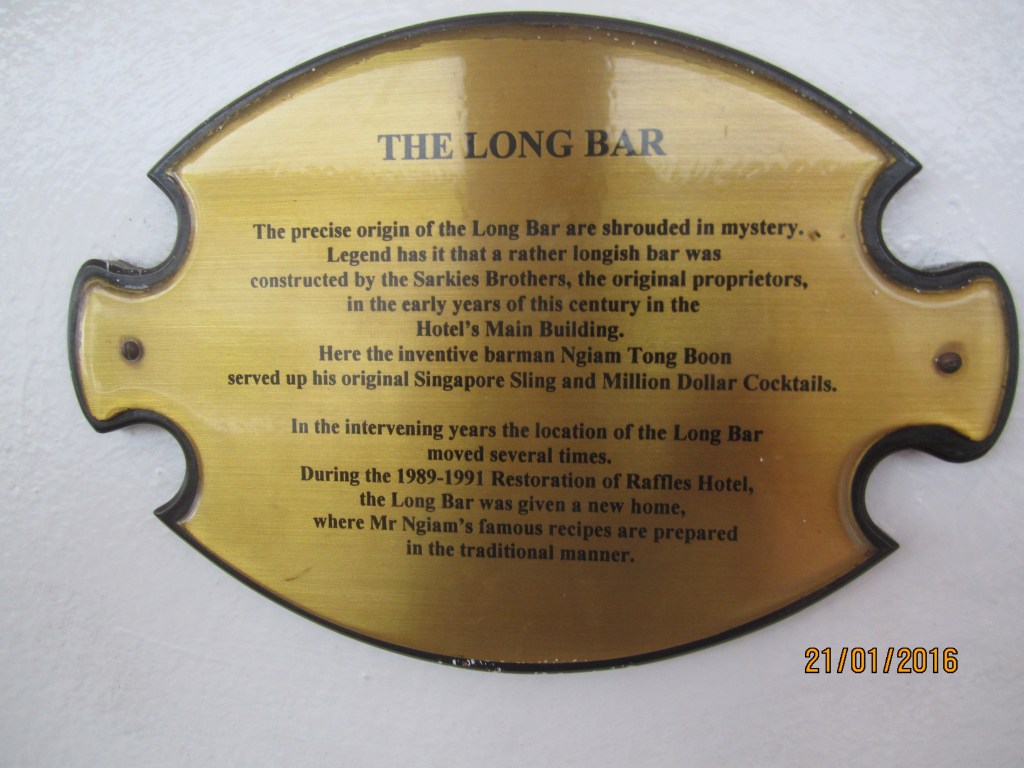 THE LONG BAR
The precise origin of the Long Bar are shrouded in mystery.
Legend has it that a rather longish bar was
constructed by the Sarkies Brothers, the original proprietors,
in the early years of this century in the
Hotel's Main Building.
Here the inventive barman Ngiam Tong Boon
served up his original Singapore Sling and Million Dollar Cocktails.
In the intervening years the location of the Long Bar
moved several times.
During the 1989-1991 Restoration of Raffles Hotel,
the Long Bar was given a new home,
where Mr Ngiam's famous recipes are prepared
in the traditional manner.
21/01/2016